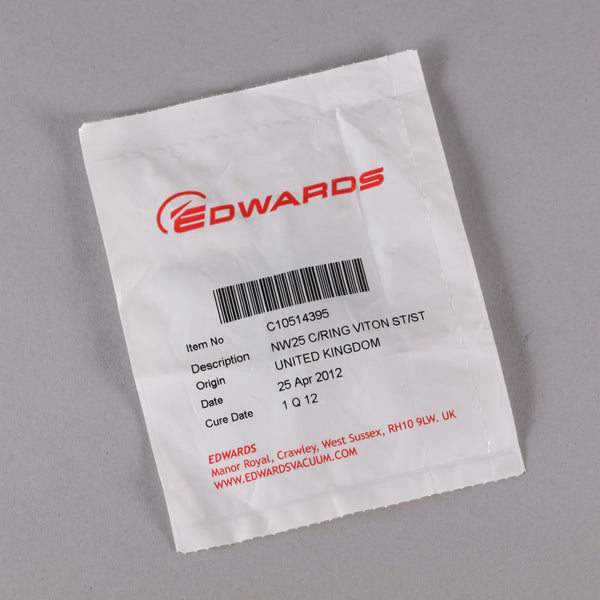 EDWARDS
Item No C10514395
Description NW25 C/RING VITON ST/ST
Origin UNITED KINGDOM
Date 25 Apr 2012
Cure Date 1 Q 12
EDWARDS
Manor Royal, Crawley, West Sussex, RH10 9LW. UK
WWW.EDWARDSVACUUM.COM